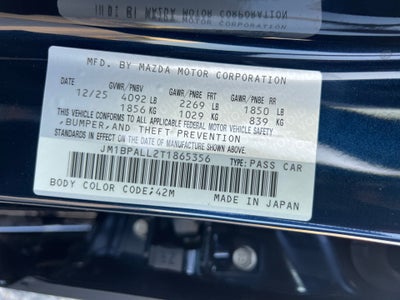 MFD. BY MAZDA MOTOR CORPORATION
GVWR/PNBV GAWR/PNBE FRT GAWR/PNBE RR
12/25 4092 LB 2269 LB 1850 LB
1856 KG 1029 KG 839 KG
THIS VEHICLE CONFORMS TO ALL APPLICABLE FEDERAL MOTOR VEHICLE SAFETY
,BUMPER, AND THEFT PREVENTION
STANDARDS IN EFFECT ON THE DATE OF MANUFACTURE SHOWN ABOVE.
JM1BPALL2T1865356 TYPE: PASS CAR
BODY COLOR CODE;42M
MADE IN JAPAN